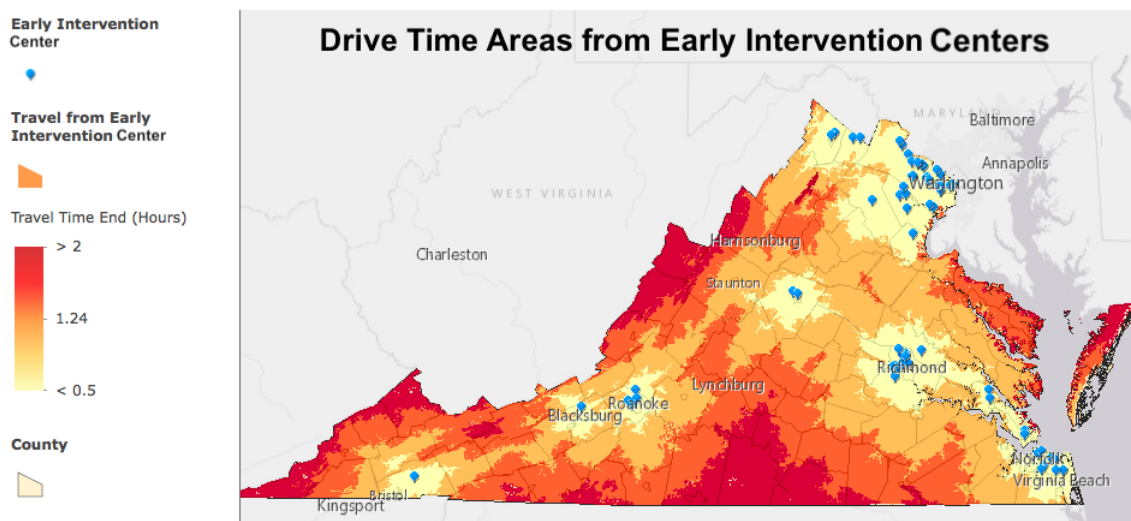 Early Intervention
Center
Travel from Early
Intervention Center
Travel Time End (Hours)
> 2
1.24
< 0.5
County
Drive Time Areas from Early Intervention Centers
MARYLAND
Baltimore
Annapolis
Washington
WEST VIRGINIA
Harrisonburg
Charleston
Staunton
Richmond
Lynchburg
Roanoke
Blacksburg
Norfolk
Virginia Beach
Bristol
Kingsport